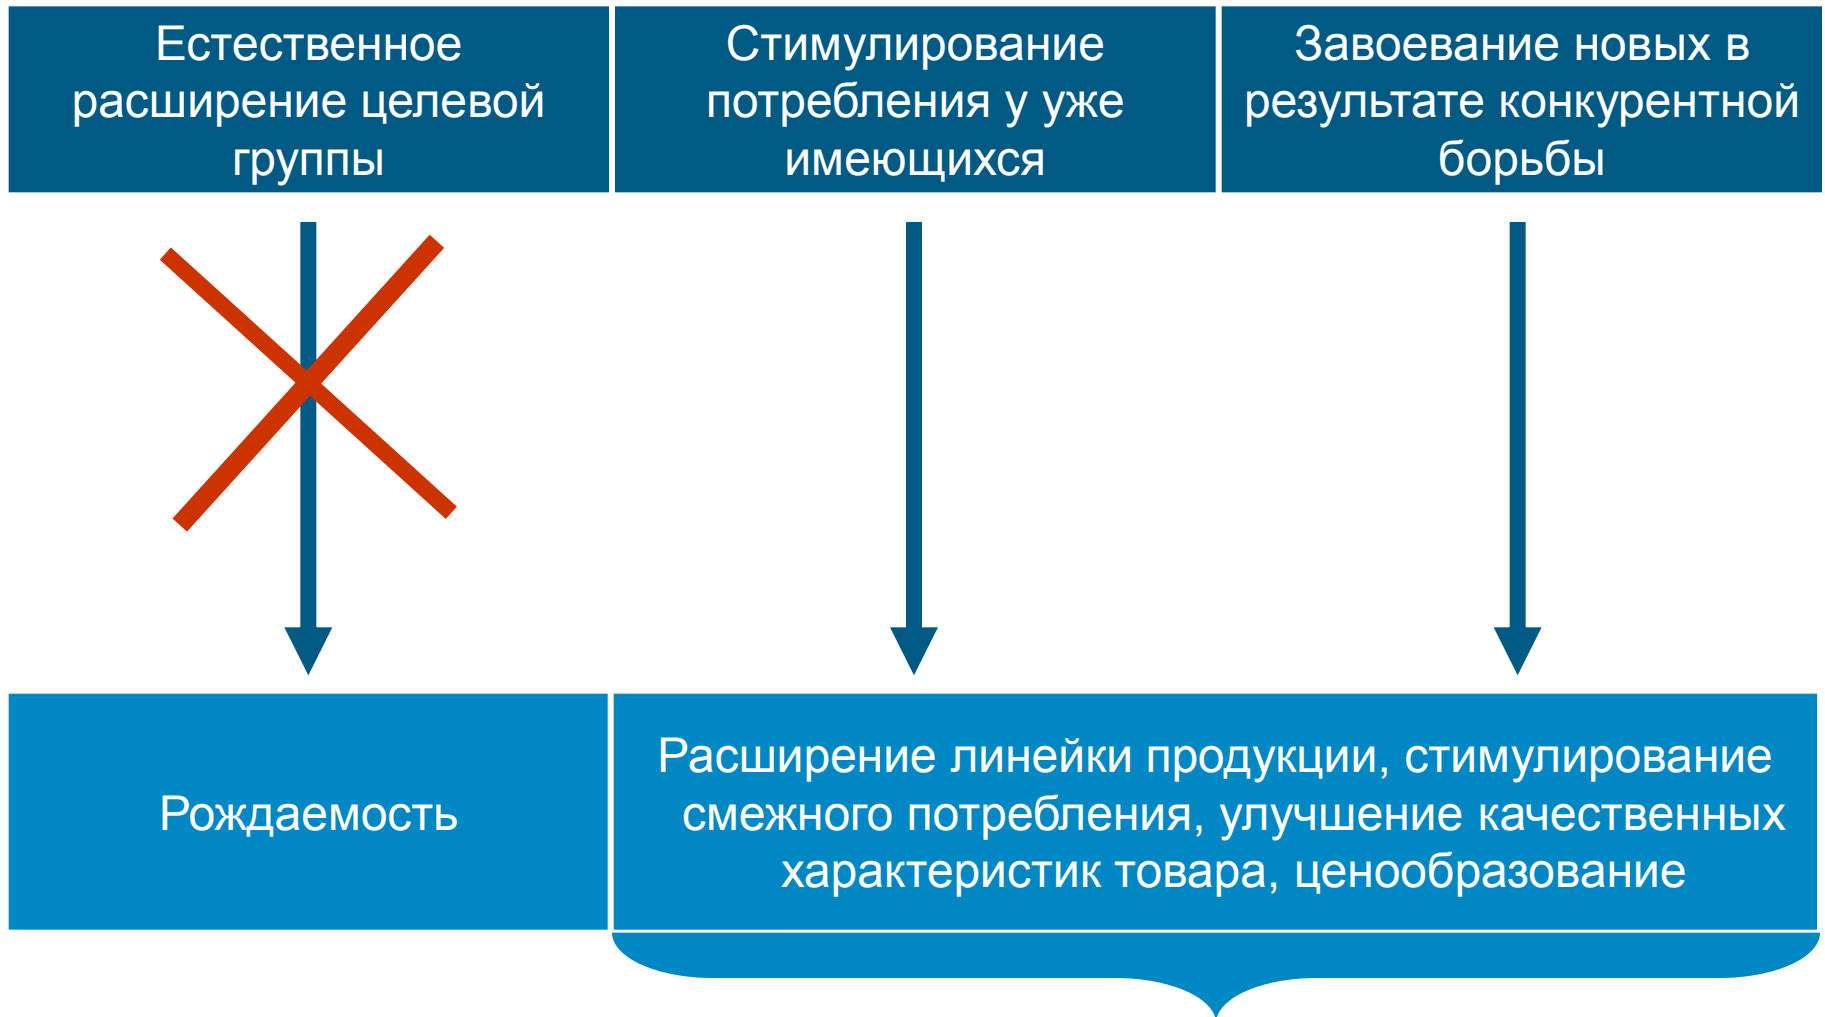 Естественное
расширение целевой
группы
Стимулирование
потребления у уже
имеющихся
Завоевание новых в
результате конкурентной
борьбы
Рождаемость
Расширение линейки продукции, стимулирование
смежного потребления, улучшение качественных
характеристик товара, ценообразование